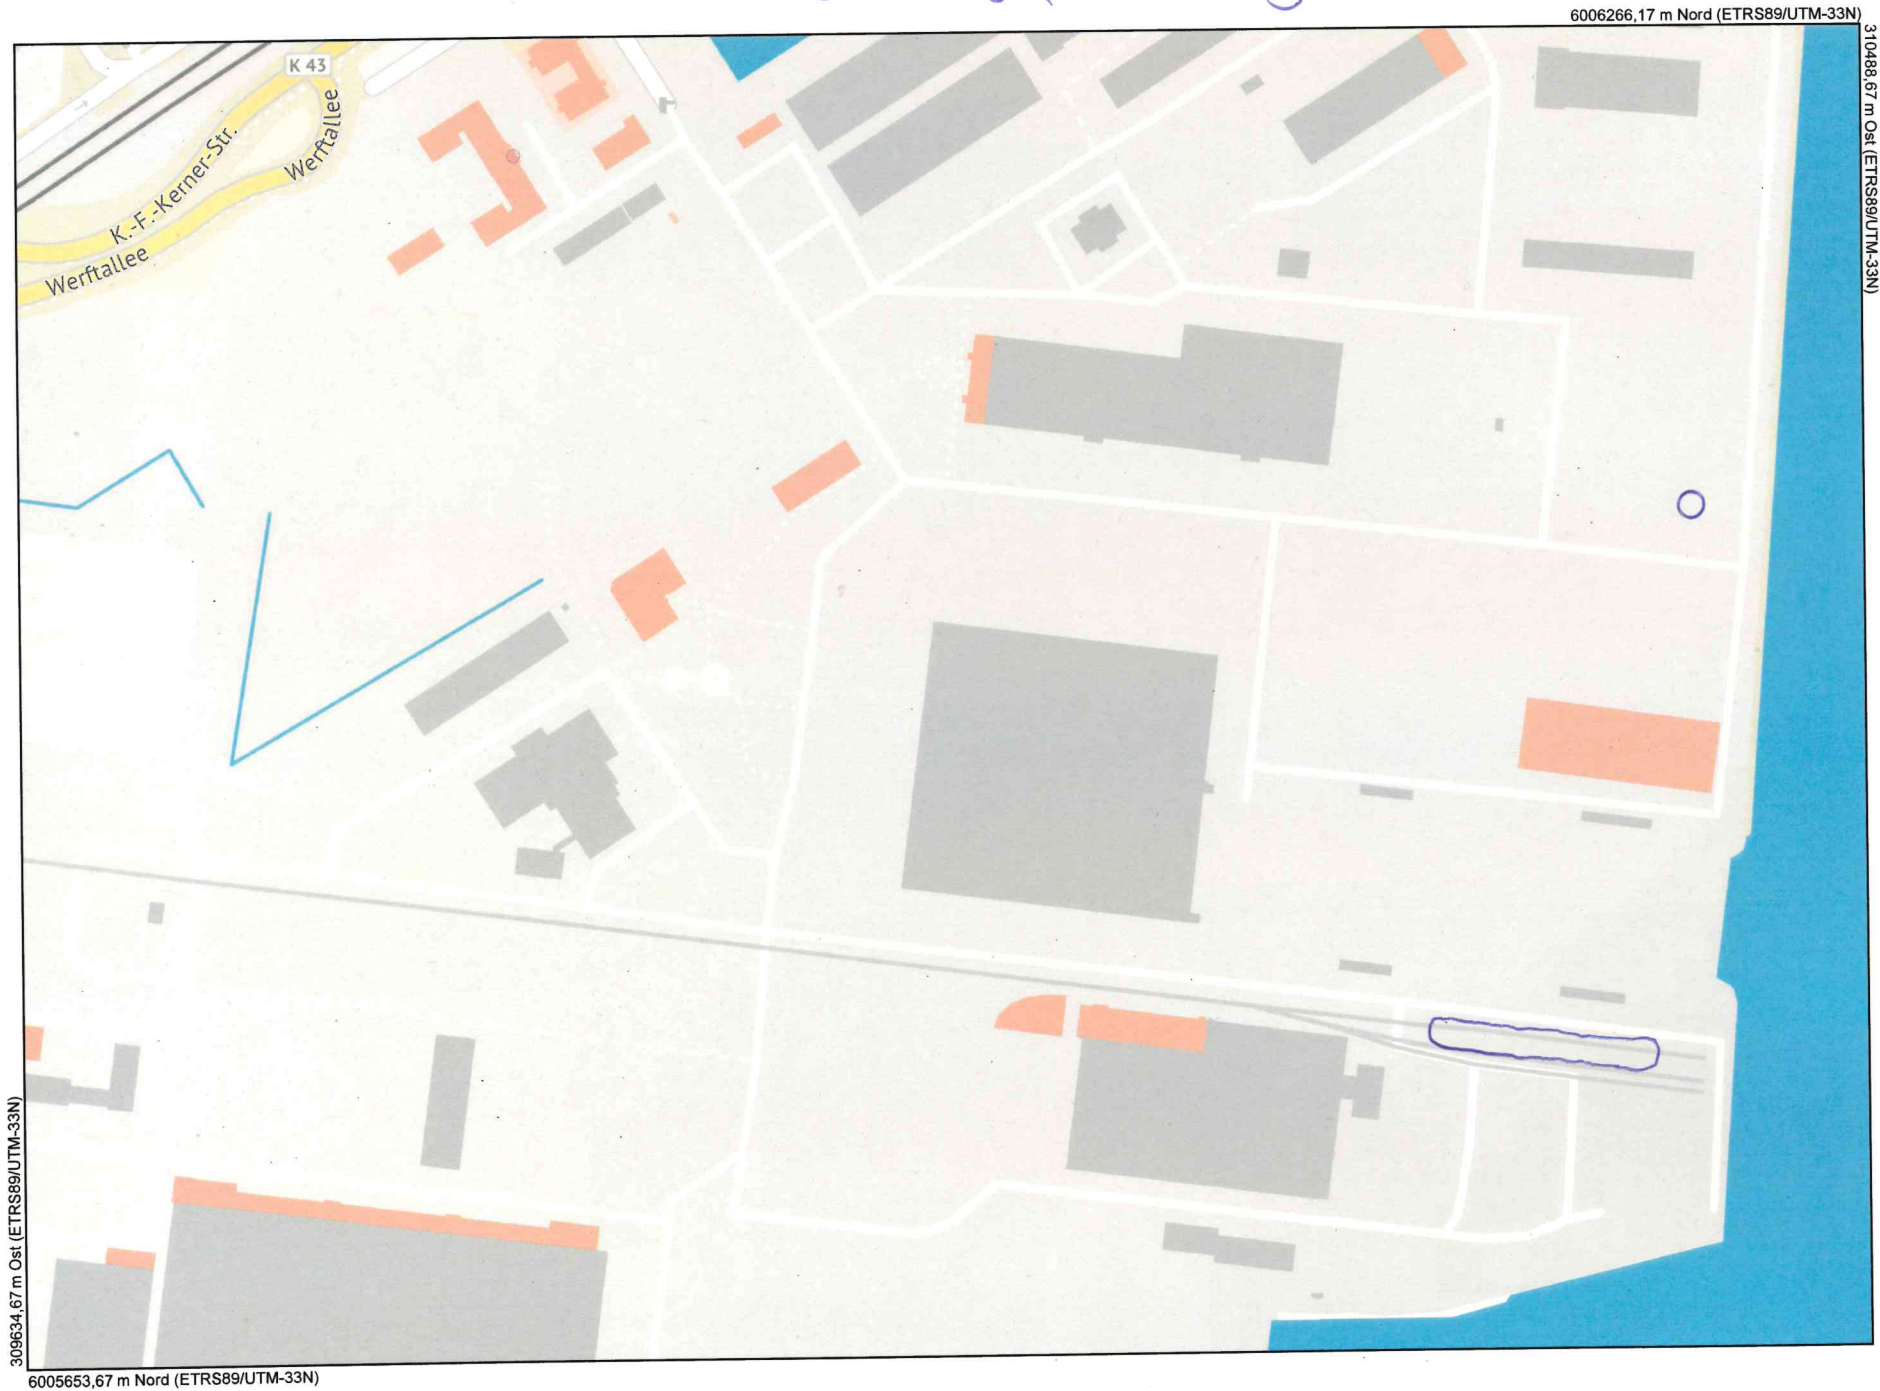 6006266,17 m Nord (ETRS89/UTM-33N)
310488,67 m Ost (ETRS89/UTM-33N)
K 43
Werftallee
K.-F.-Kerner-Str.
Werftallee
309634,67 m Ost (ETRS89/UTM-33N)
6005653,67 m Nord (ETRS89/UTM-33N)